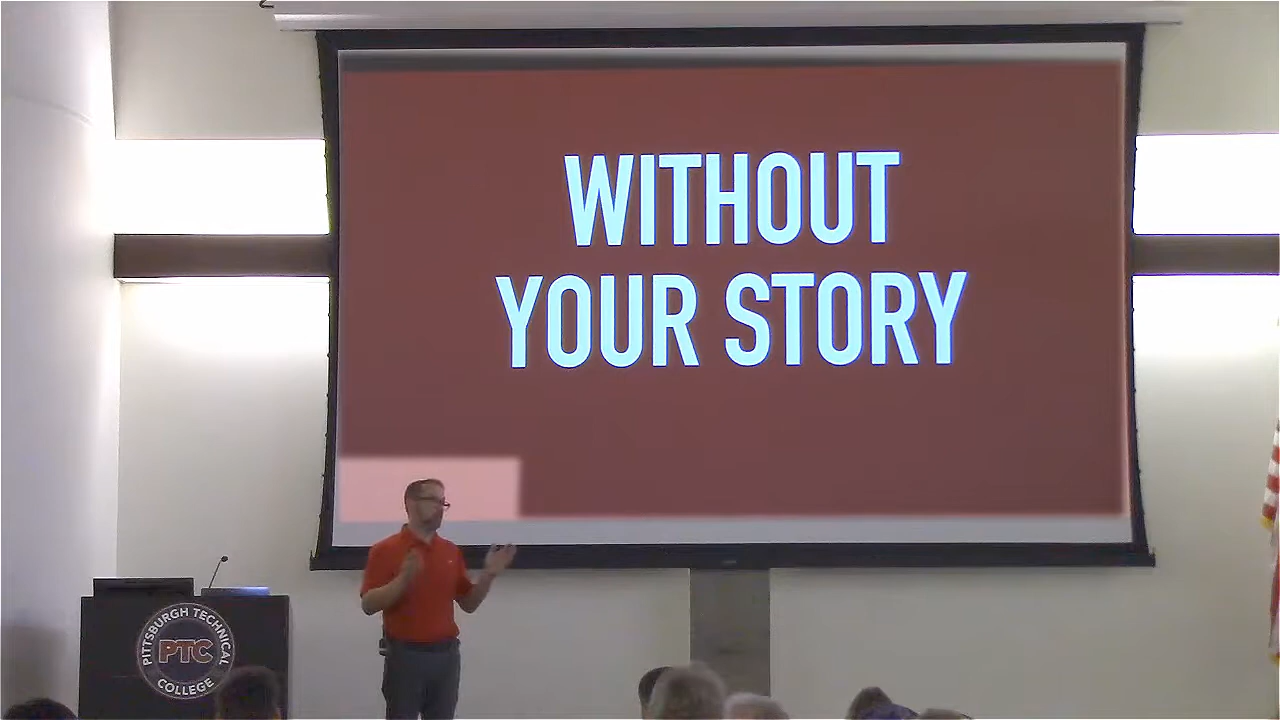 WITHOUT
YOUR STORY
PITTSBURGH TECHNICAL
PTC
COLLEGE